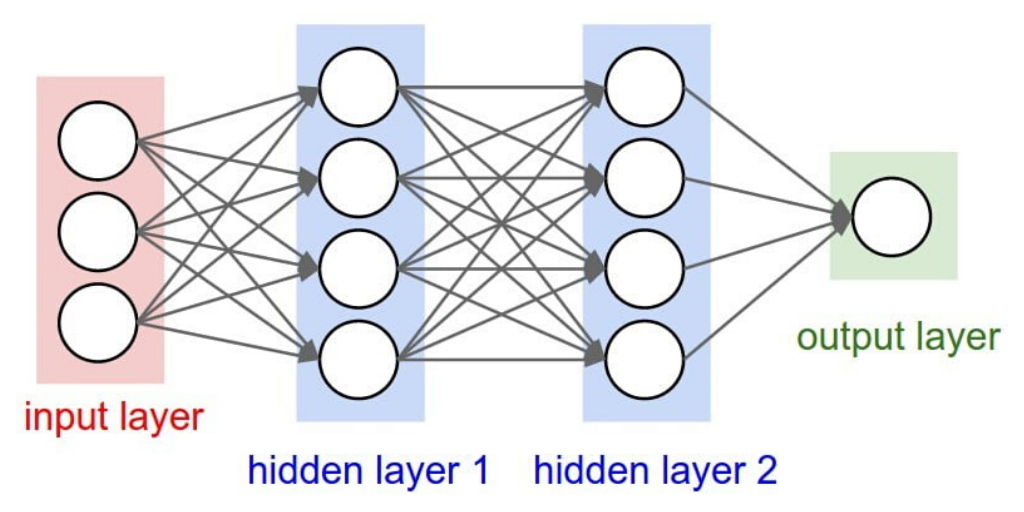 input layer
hidden layer 1
hidden layer 2
output layer